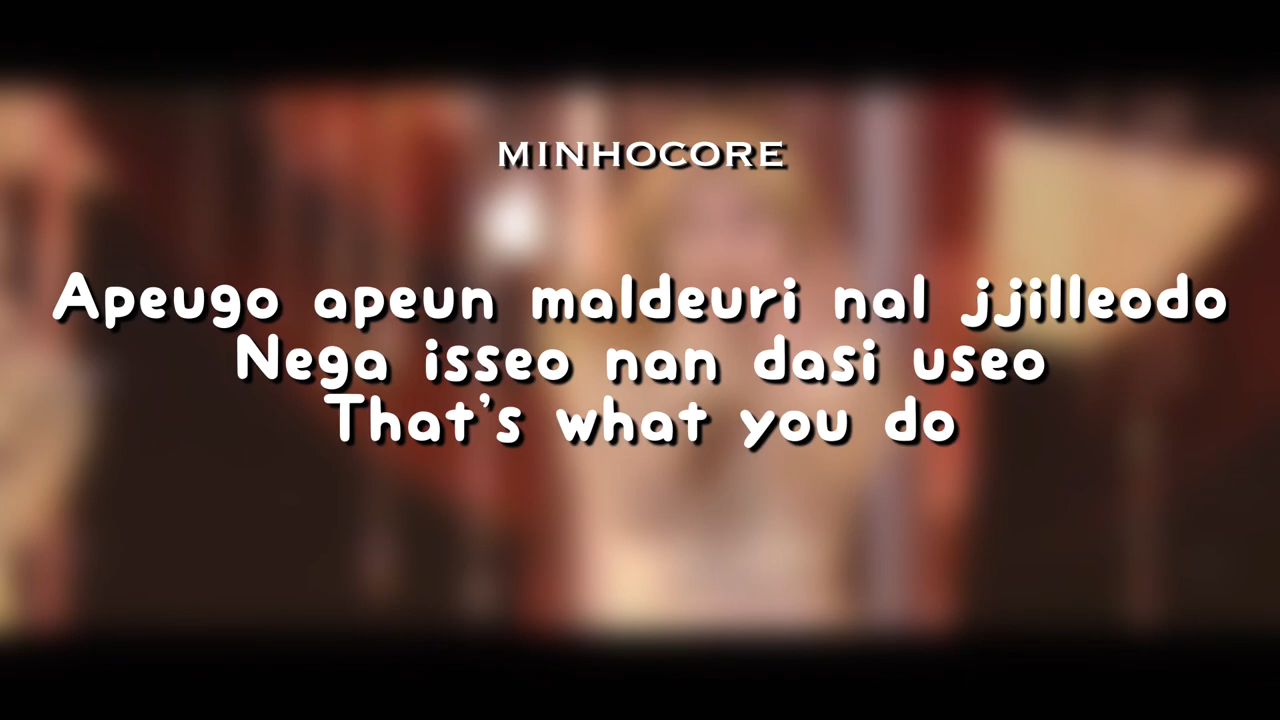 MINHOCORE
Apeugo apeun maldeuri nal jjilleodo
Nega isseo nan dasi useo
That's what you do